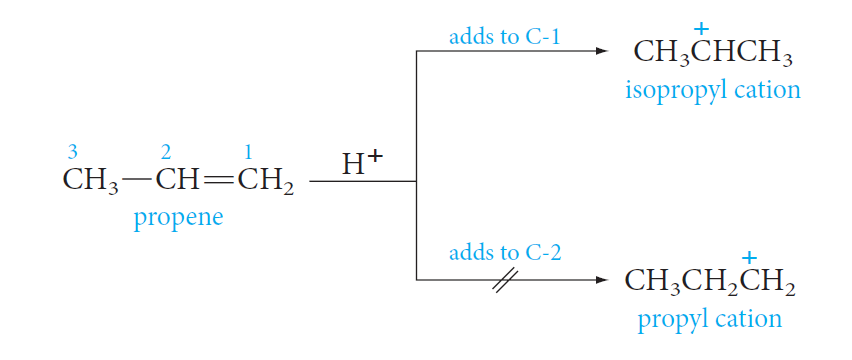 adds to C-1
CH₃C⁺HCH₃
isopropyl cation
3 2 1
CH₃—CH=CH₂
propene
H⁺
adds to C-2
CH₃CH₂C⁺H₂
propyl cation